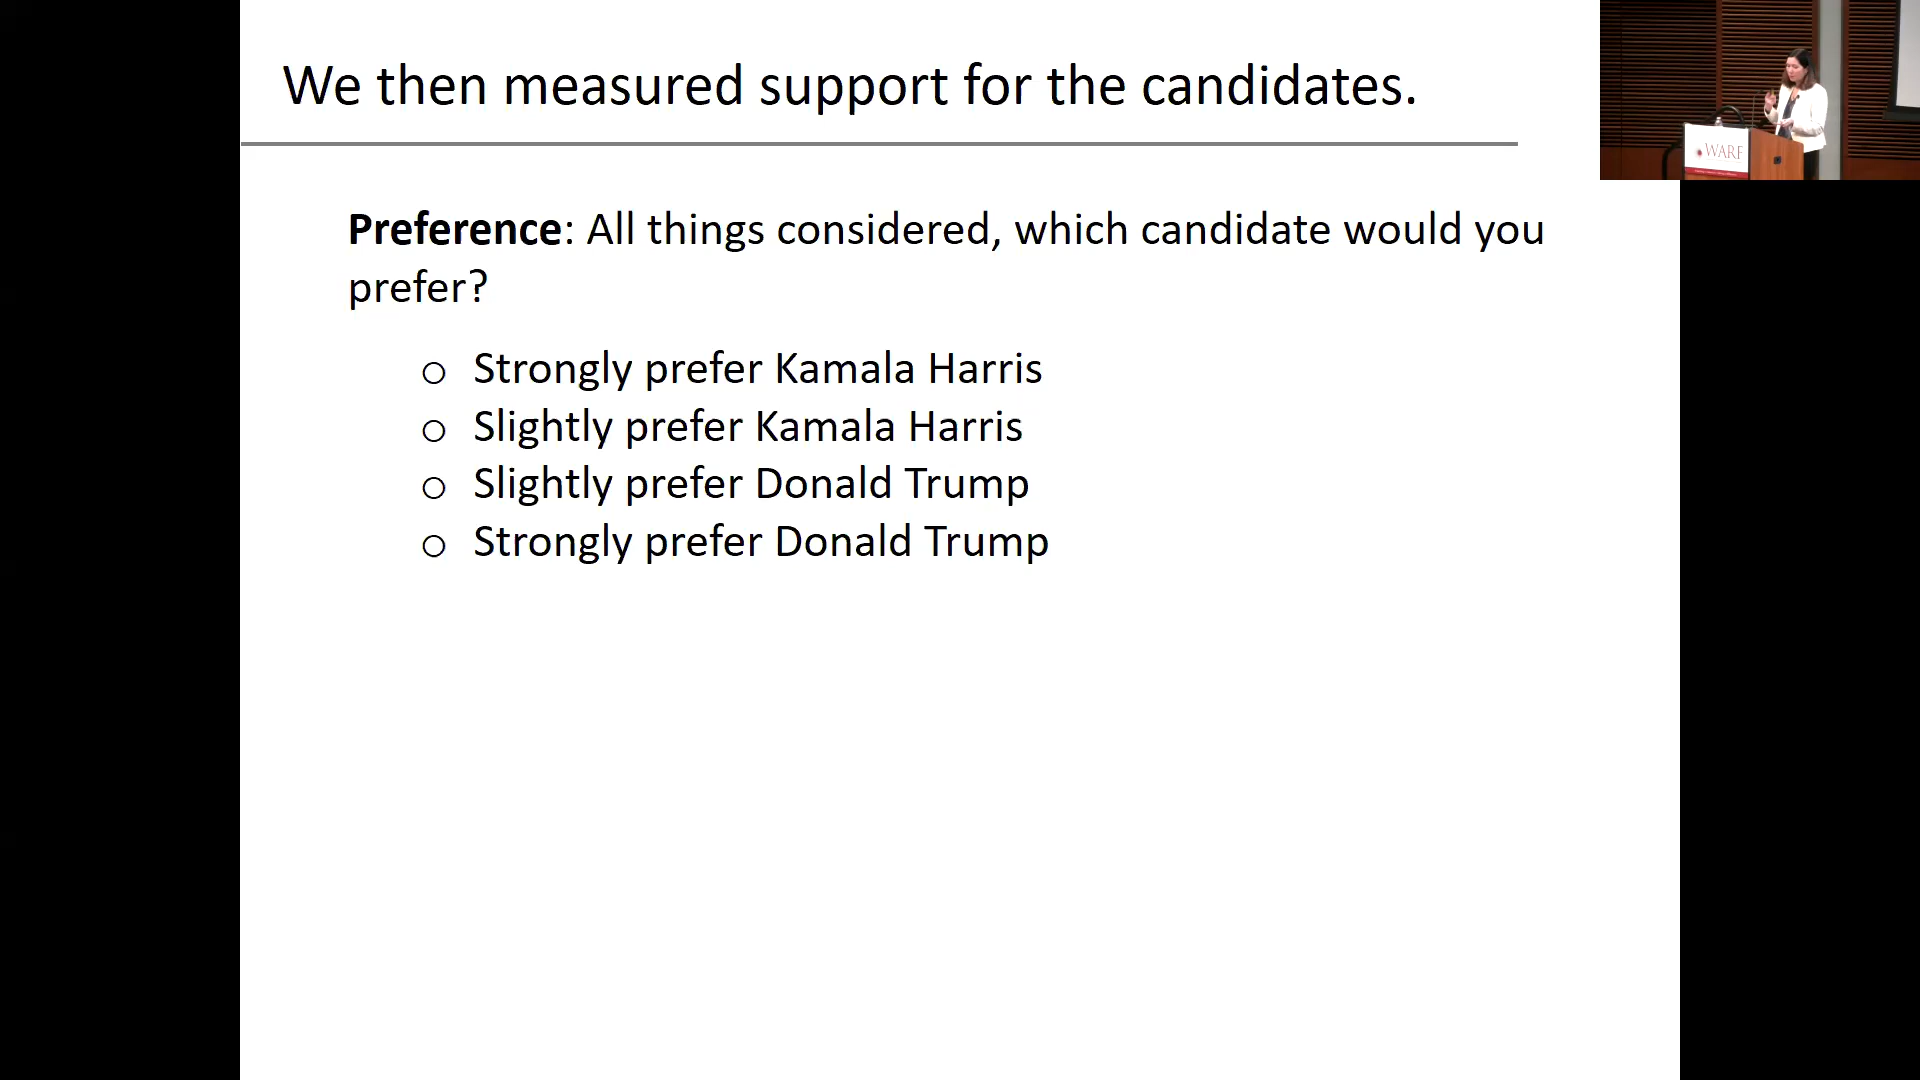 We then measured support for the candidates.
Preference: All things considered, which candidate would you
prefer?
Strongly prefer Kamala Harris
Slightly prefer Kamala Harris
Slightly prefer Donald Trump
Strongly prefer Donald Trump
WARF